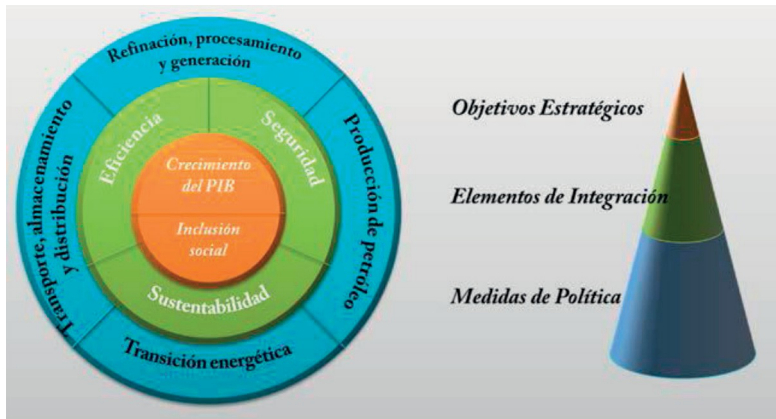 Refinación, procesamiento
y generación
Eficiencia
Seguridad
Crecimiento
del PIB
Inclusión
social
Sustentabilidad
Transporte, almacenamiento
y distribución
Producción de petróleo
Transición energética
Objetivos Estratégicos
Elementos de Integración
Medidas de Política